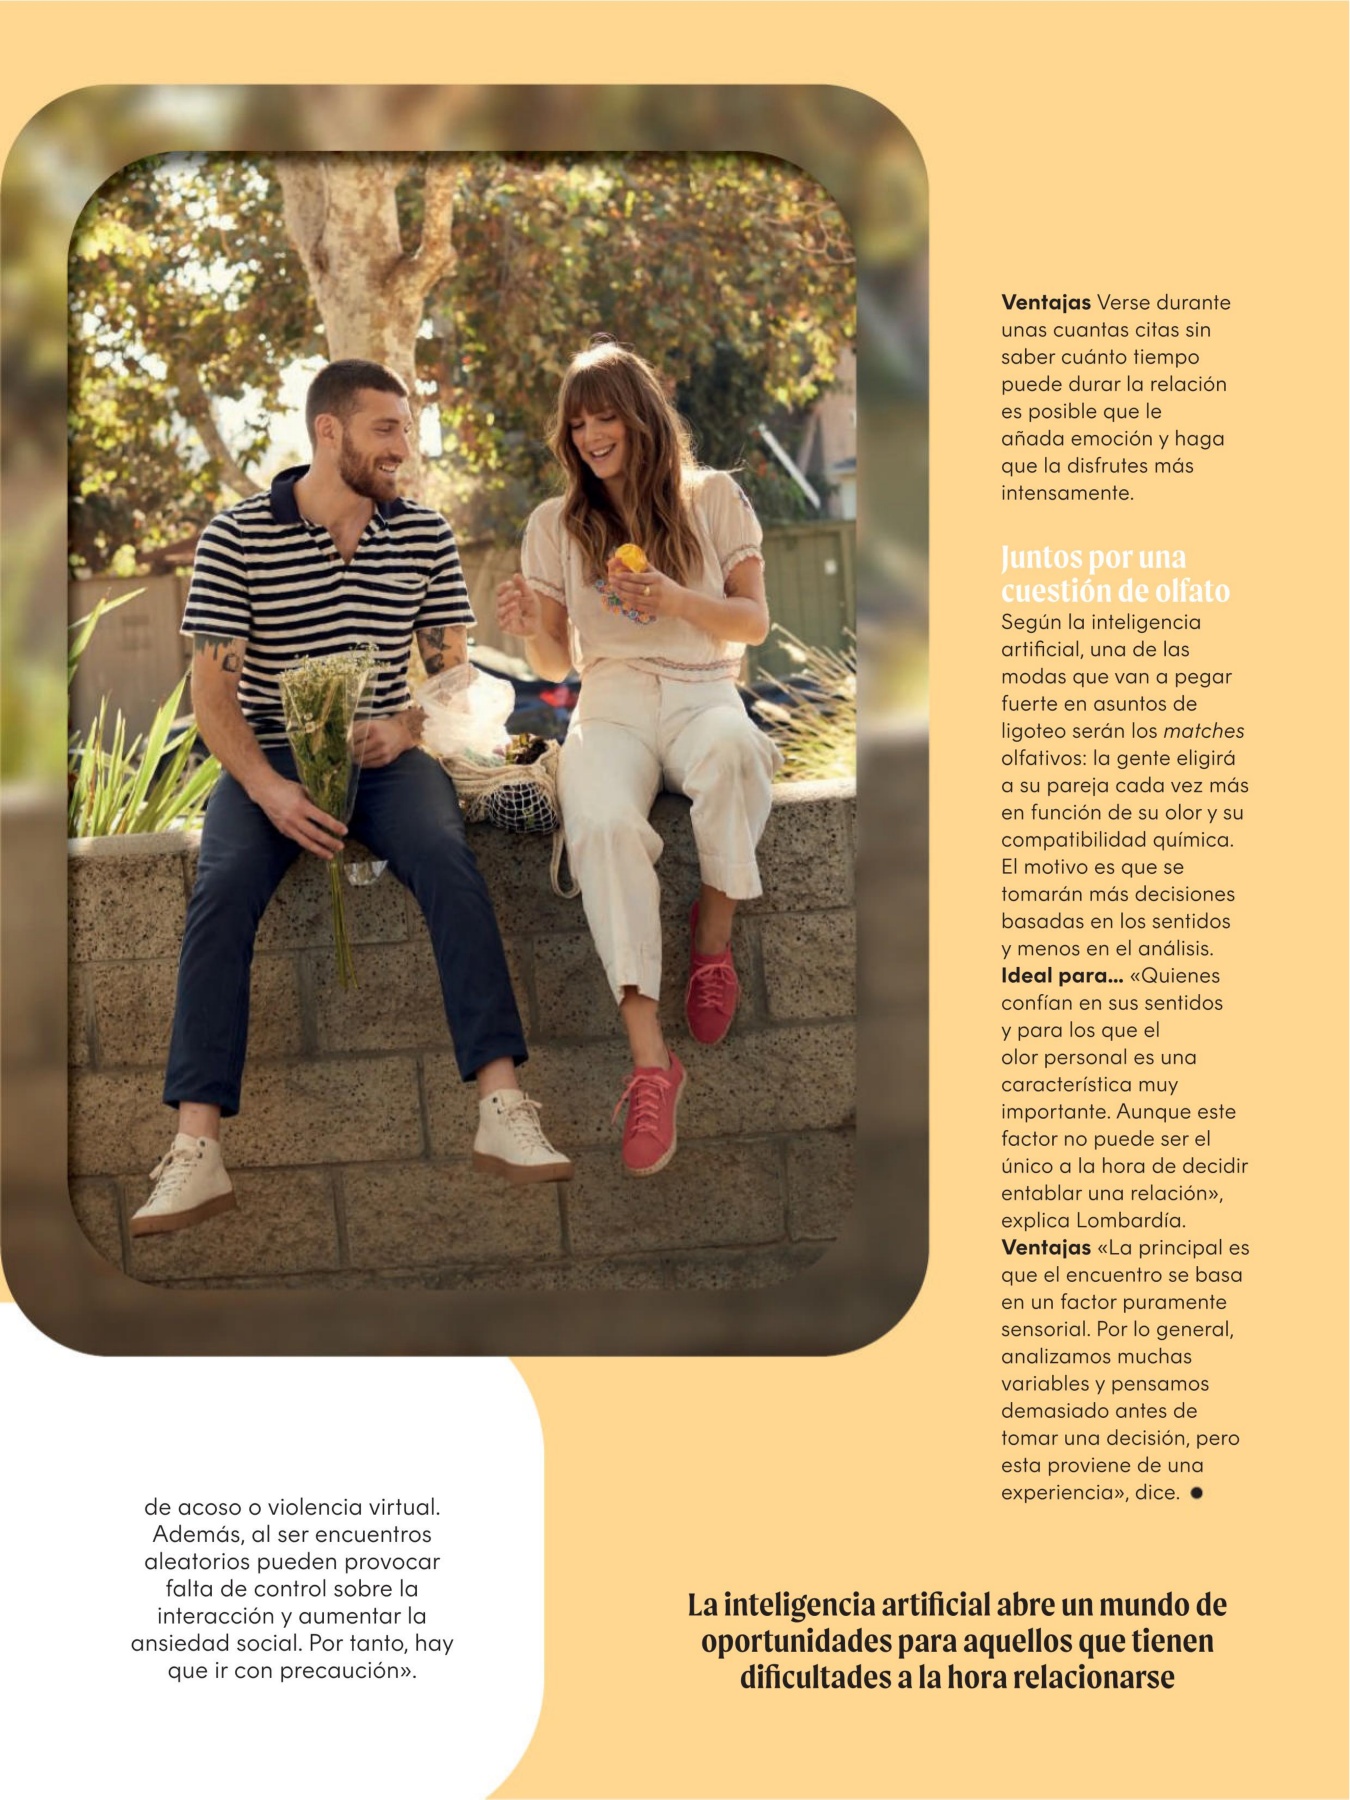 Ventajas Verse durante
unas cuantas citas sin
saber cuánto tiempo
puede durar la relación
es posible que le
añada emoción y haga
que la disfrutes más
intensamente.
Juntos por una
cuestión de olfato
Según la inteligencia
artificial, una de las
modas que van a pegar
fuerte en asuntos de
ligoteo serán los matches
olfativos: la gente eligirá
a su pareja cada vez más
en función de su olor y su
compatibilidad química.
El motivo es que se
tomarán más decisiones
basadas en los sentidos
y menos en el análisis.
Ideal para... «Quienes
confían en sus sentidos
y para los que el
olor personal es una
característica muy
importante. Aunque este
factor no puede ser el
único a la hora de decidir
entablar una relación»,
explica Lombardía.
Ventajas «La principal es
que el encuentro se basa
en un factor puramente
sensorial. Por lo general,
analizamos muchas
variables y pensamos
demasiado antes de
tomar una decisión, pero
esta proviene de una
experiencia», dice. ●
de acoso o violencia virtual.
Además, al ser encuentros
aleatorios pueden provocar
falta de control sobre la
interacción y aumentar la
ansiedad social. Por tanto, hay
que ir con precaución».
La inteligencia artificial abre un mundo de
oportunidades para aquellos que tienen
dificultades a la hora relacionarse